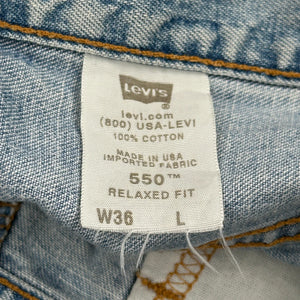 Levi's
levi.com
(800) USA-LEVI
100% COTTON
MADE IN USA
IMPORTED FABRIC
550™
RELAXED FIT
W36 L